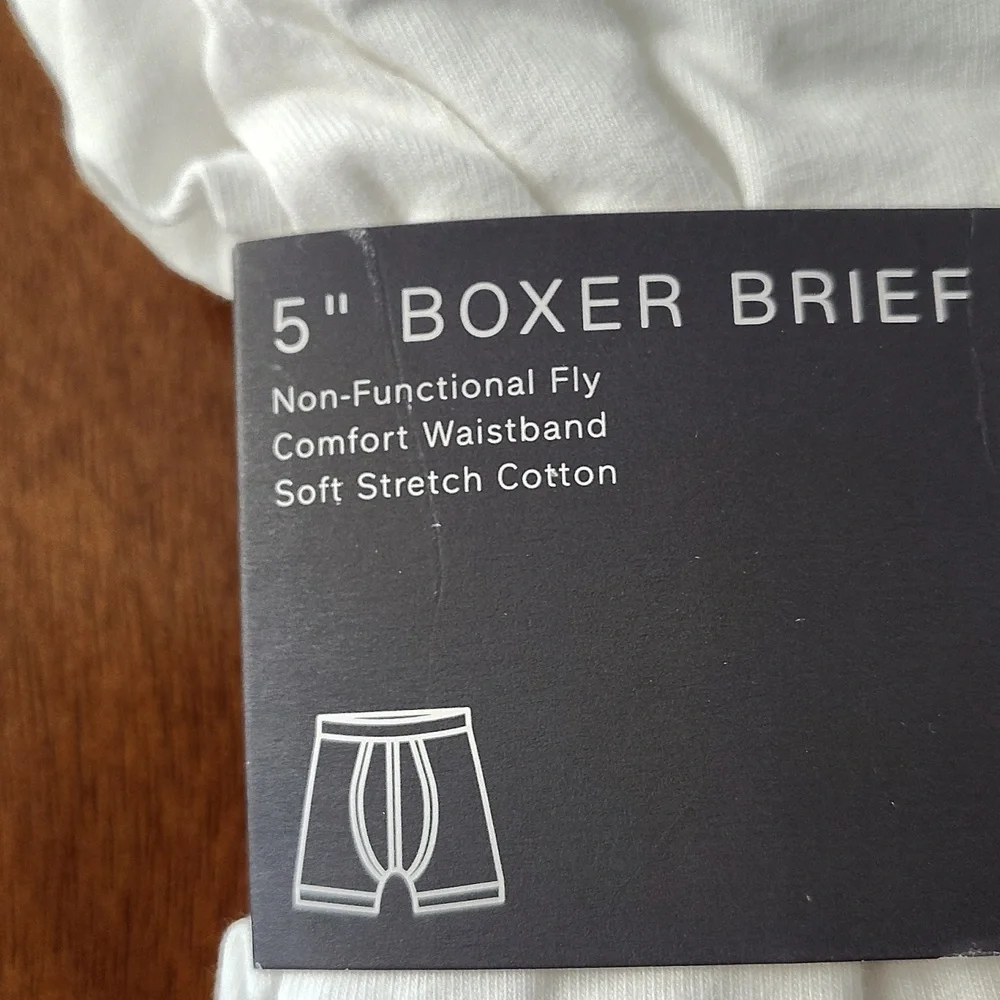 5" BOXER BRIEF
Non-Functional Fly
Comfort Waistband
Soft Stretch Cotton